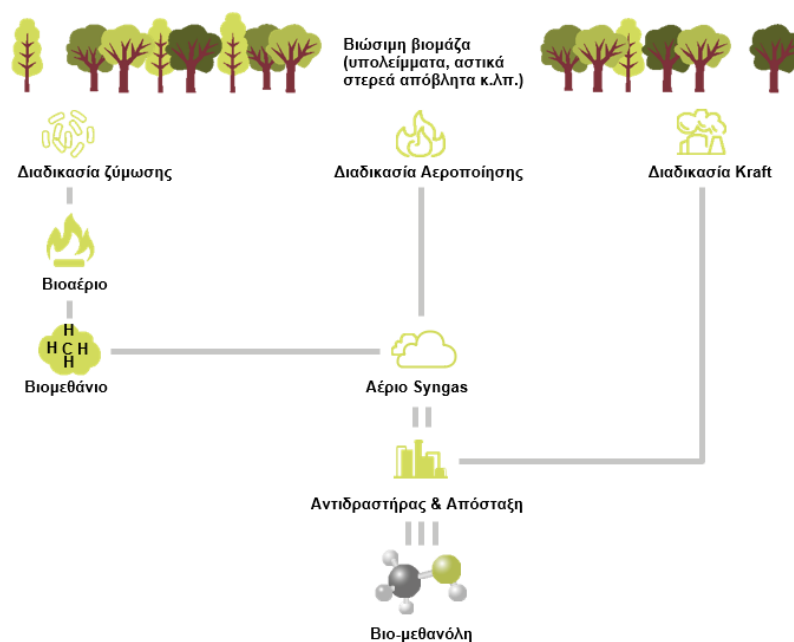 Βιώσιμη βιομάζα
(υπολείμματα, αστικά
στερεά απόβλητα κ.λπ.)
Διαδικασία ζύμωσης
Διαδικασία Αεροποίησης
Διαδικασία Kraft
Βιοαέριο
H
H C H
H
Βιομεθάνιο
Αέριο Syngas
Αντιδραστήρας & Απόσταξη
Βιο-μεθανόλη